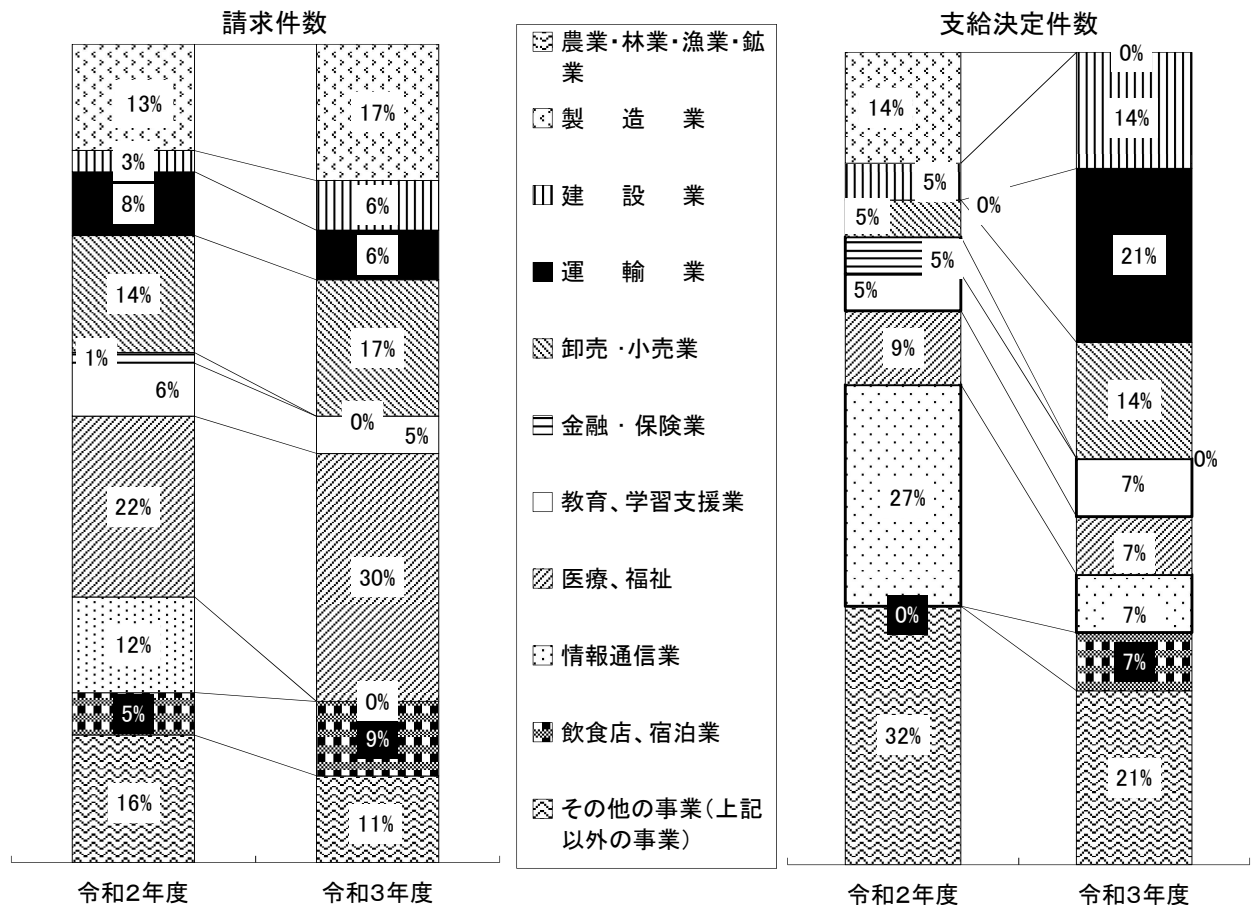 請求件数
13%
3%
8%
14%
1%
6%
22%
12%
5%
16%
令和2年度
17%
6%
6%
17%
0%
5%
30%
0%
9%
11%
令和3年度
農業・林業・漁業・鉱
業
製 造 業
建 設 業
運 輸 業
卸売・小売業
金融・保険業
教育、学習支援業
医療、福祉
情報通信業
飲食店、宿泊業
その他の事業(上記
以外の事業)
支給決定件数
14%
5%
0%
5%
5%
5%
9%
27%
0%
32%
令和2年度
0%
14%
21%
14%
0%
7%
7%
7%
7%
21%
令和3年度